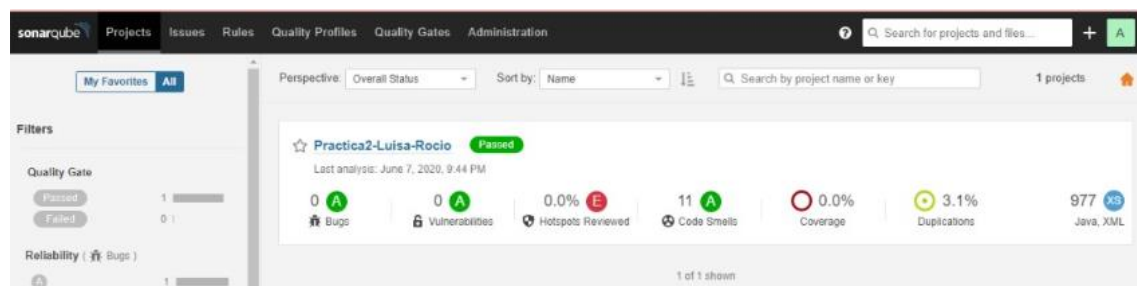 sonarqube Projects Issues Rules Quality Profiles Quality Gates Administration ? Search for projects and files... + A
My Favorites All
Perspective: Overall Status Sort by: Name Search by project name or key 1 projects
Filters
Practica2-Luisa-Rocio Passed
Last analysis: June 7, 2020, 9:44 PM
Quality Gate
Passed 1
Failed 0
0 A 0 A 0.0% E 11 A 0.0% 3.1% 977 XS
Bugs Vulnerabilities Hotspots Reviewed Code Smells Coverage Duplications Java, XML
Reliability ( Bugs )
A 1
1 of 1 shown